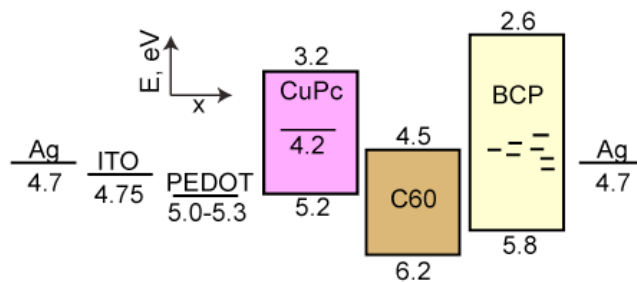 E, eV
x
Ag
4.7
ITO
4.75
PEDOT
5.0-5.3
3.2
CuPc
4.2
5.2
4.5
C60
6.2
2.6
BCP
5.8
Ag
4.7